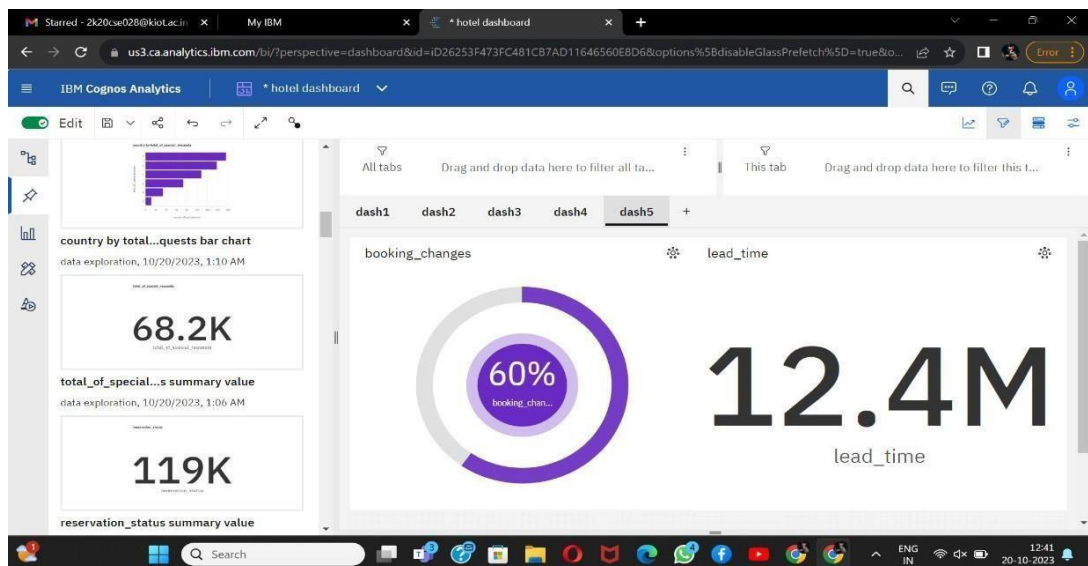 Starred - 2k20cse028@kiot.ac.in
My IBM
* hotel dashboard
us3.ca.analytics.ibm.com/bi/?perspective=dashboard&id=iD26253F473FC481CB7AD11646560E8D6&options%5BdisableGlassPrefetch%5D=true&o...
Error
IBM Cognos Analytics
* hotel dashboard
Edit
All tabs
Drag and drop data here to filter all ta...
This tab
Drag and drop data here to filter this t...
dash1 dash2 dash3 dash4 dash5 +
country by total...quests bar chart
data exploration, 10/20/2023, 1:10 AM
total_of_special_requests
68.2K
total_of_special_requests
total_of_special...s summary value
data exploration, 10/20/2023, 1:06 AM
reservation_status
119K
reservation_status
reservation_status summary value
booking_changes
60%
booking_chan...
lead_time
12.4M
lead_time
Search
4
ENG
IN
12:41
20-10-2023